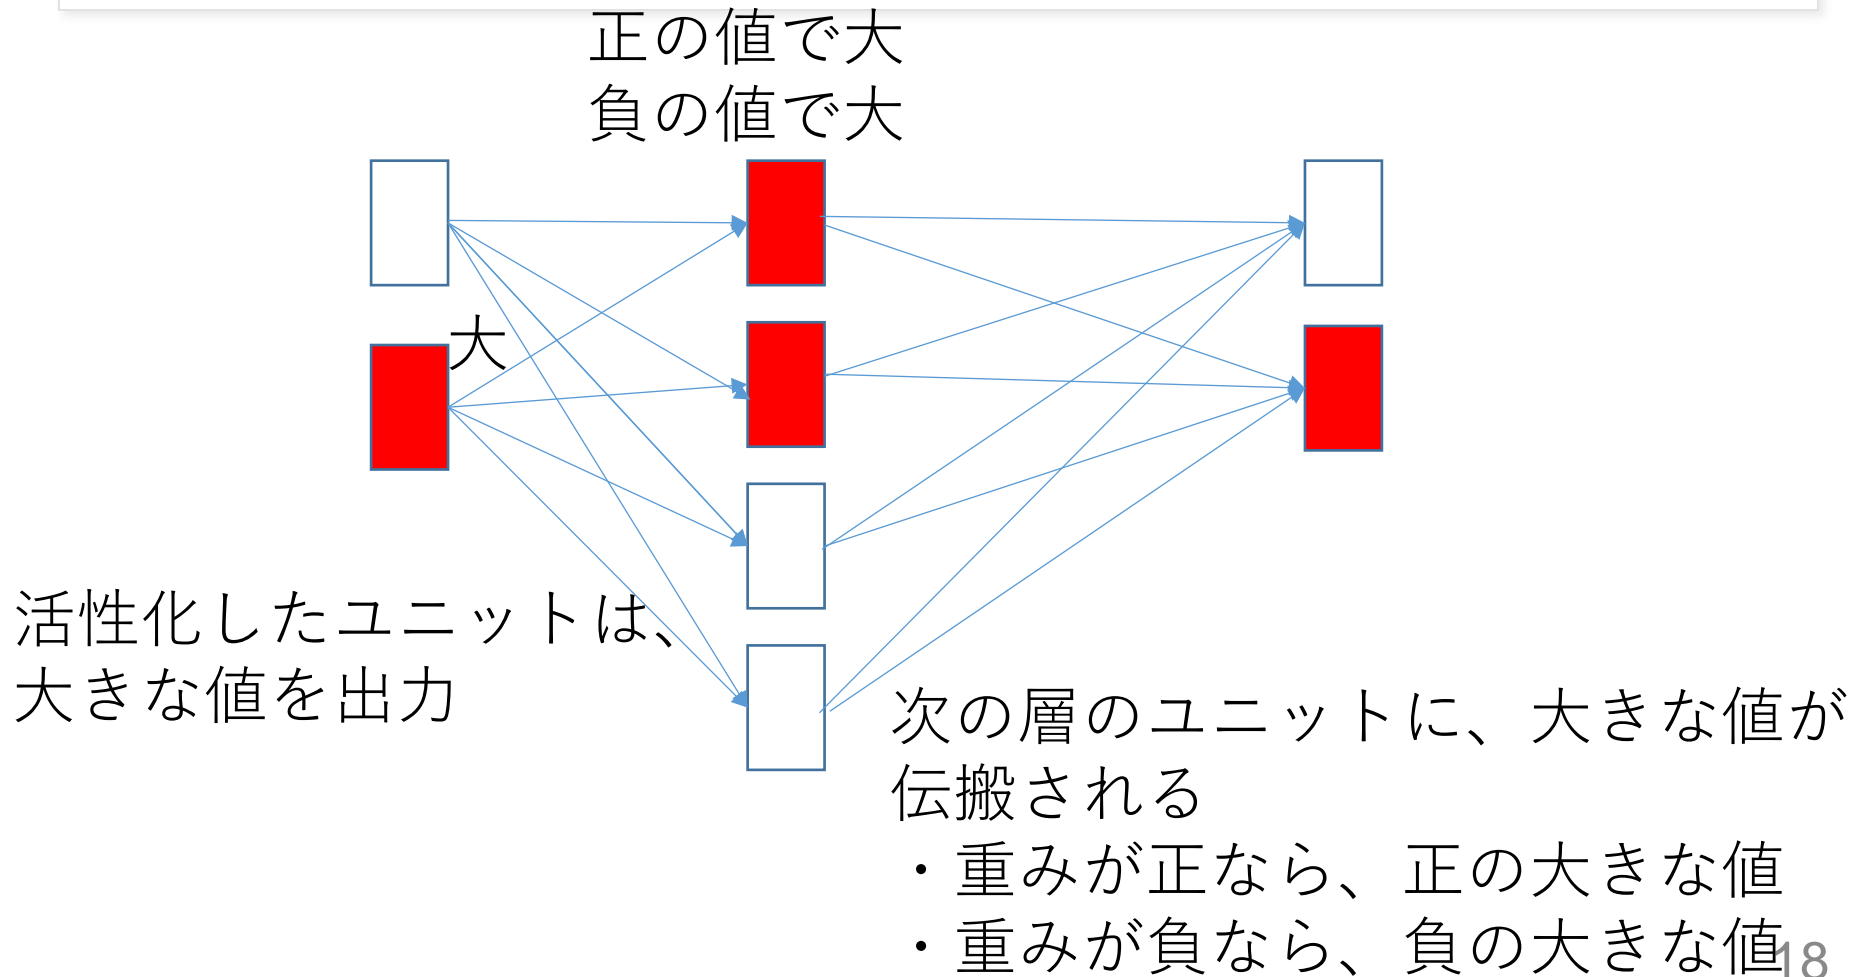 正の値で大
負の値で大
大
活性化したユニットは、
大きな値を出力
次の層のユニットに、大きな値が
伝搬される
・重みが正なら、正の大きな値
・重みが負なら、負の大きな値
18